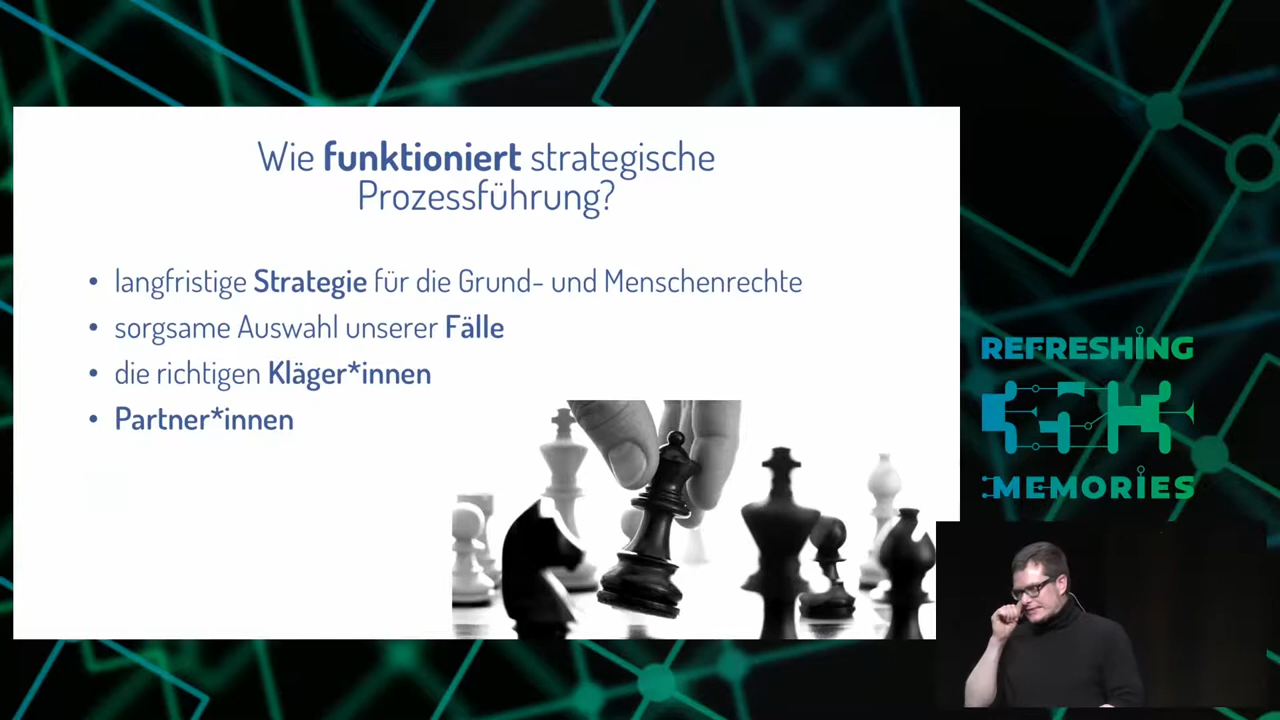 Wie funktioniert strategische
Prozessführung?
• langfristige Strategie für die Grund- und Menschenrechte
• sorgsame Auswahl unserer Fälle
• die richtigen Kläger*innen
• Partner*innen
REFRESHING
35C3
MEMORIES